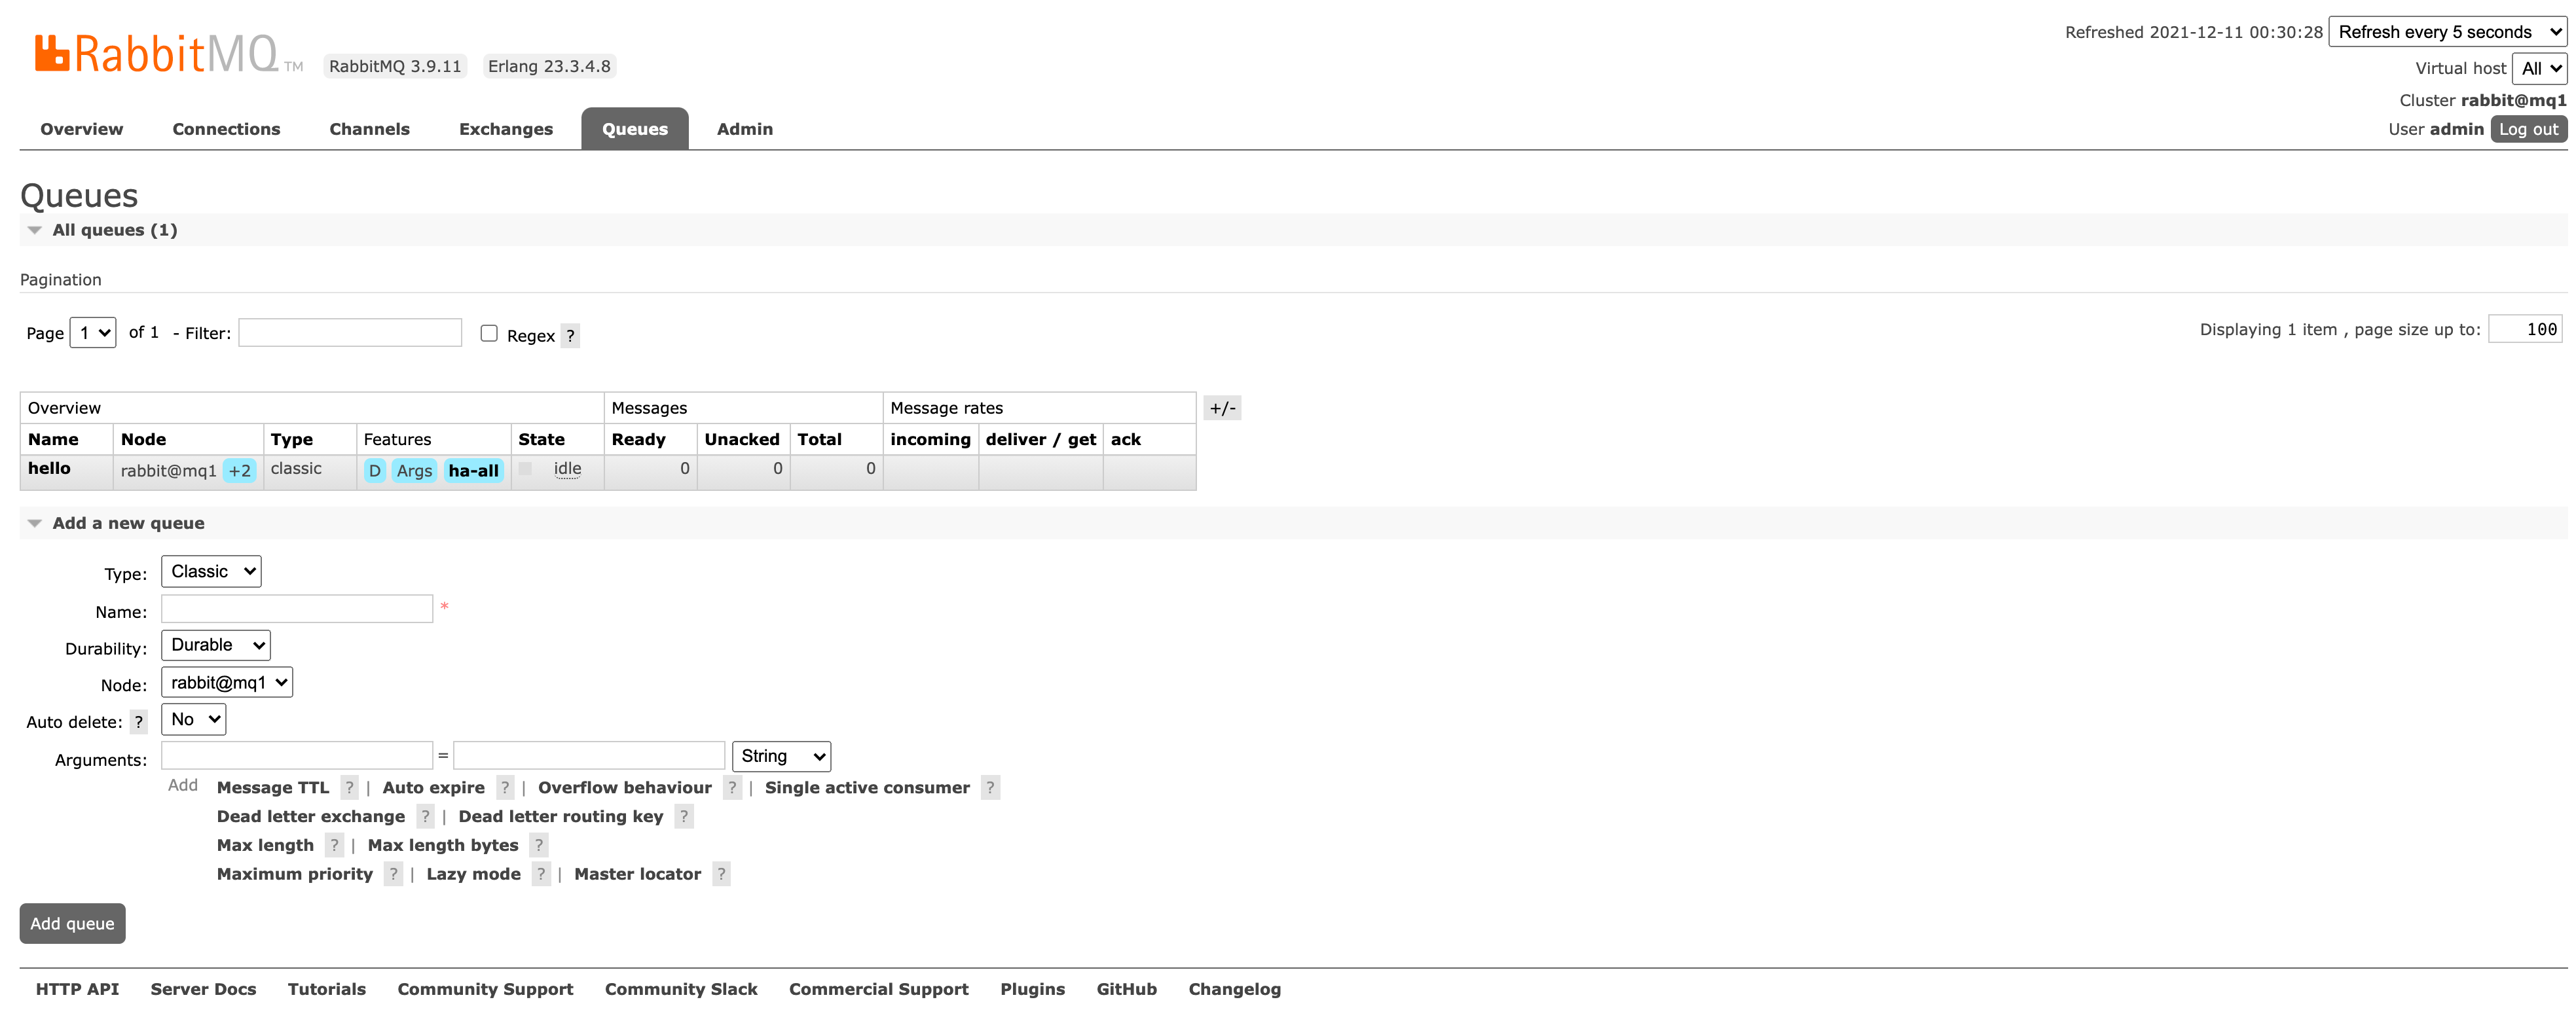 RabbitMQ TM RabbitMQ 3.9.11 Erlang 23.3.4.8
Refreshed 2021-12-11 00:30:28 Refresh every 5 seconds
Virtual host All
Cluster rabbit@mq1
User admin Log out
Overview Connections Channels Exchanges Queues Admin
Queues
All queues (1)
Pagination
Page 1 of 1 - Filter: Regex ?
Displaying 1 item , page size up to: 100
Overview Messages Message rates +/-
Name Node Type Features State Ready Unacked Total incoming deliver / get ack
hello rabbit@mq1 +2 classic D Args ha-all idle 0 0 0
Add a new queue
Type: Classic
Name: *
Durability: Durable
Node: rabbit@mq1
Auto delete: ? No
Arguments: = String
Add Message TTL ? | Auto expire ? | Overflow behaviour ? | Single active consumer ?
Dead letter exchange ? | Dead letter routing key ?
Max length ? | Max length bytes ?
Maximum priority ? | Lazy mode ? | Master locator ?
Add queue
HTTP API Server Docs Tutorials Community Support Community Slack Commercial Support Plugins GitHub Changelog